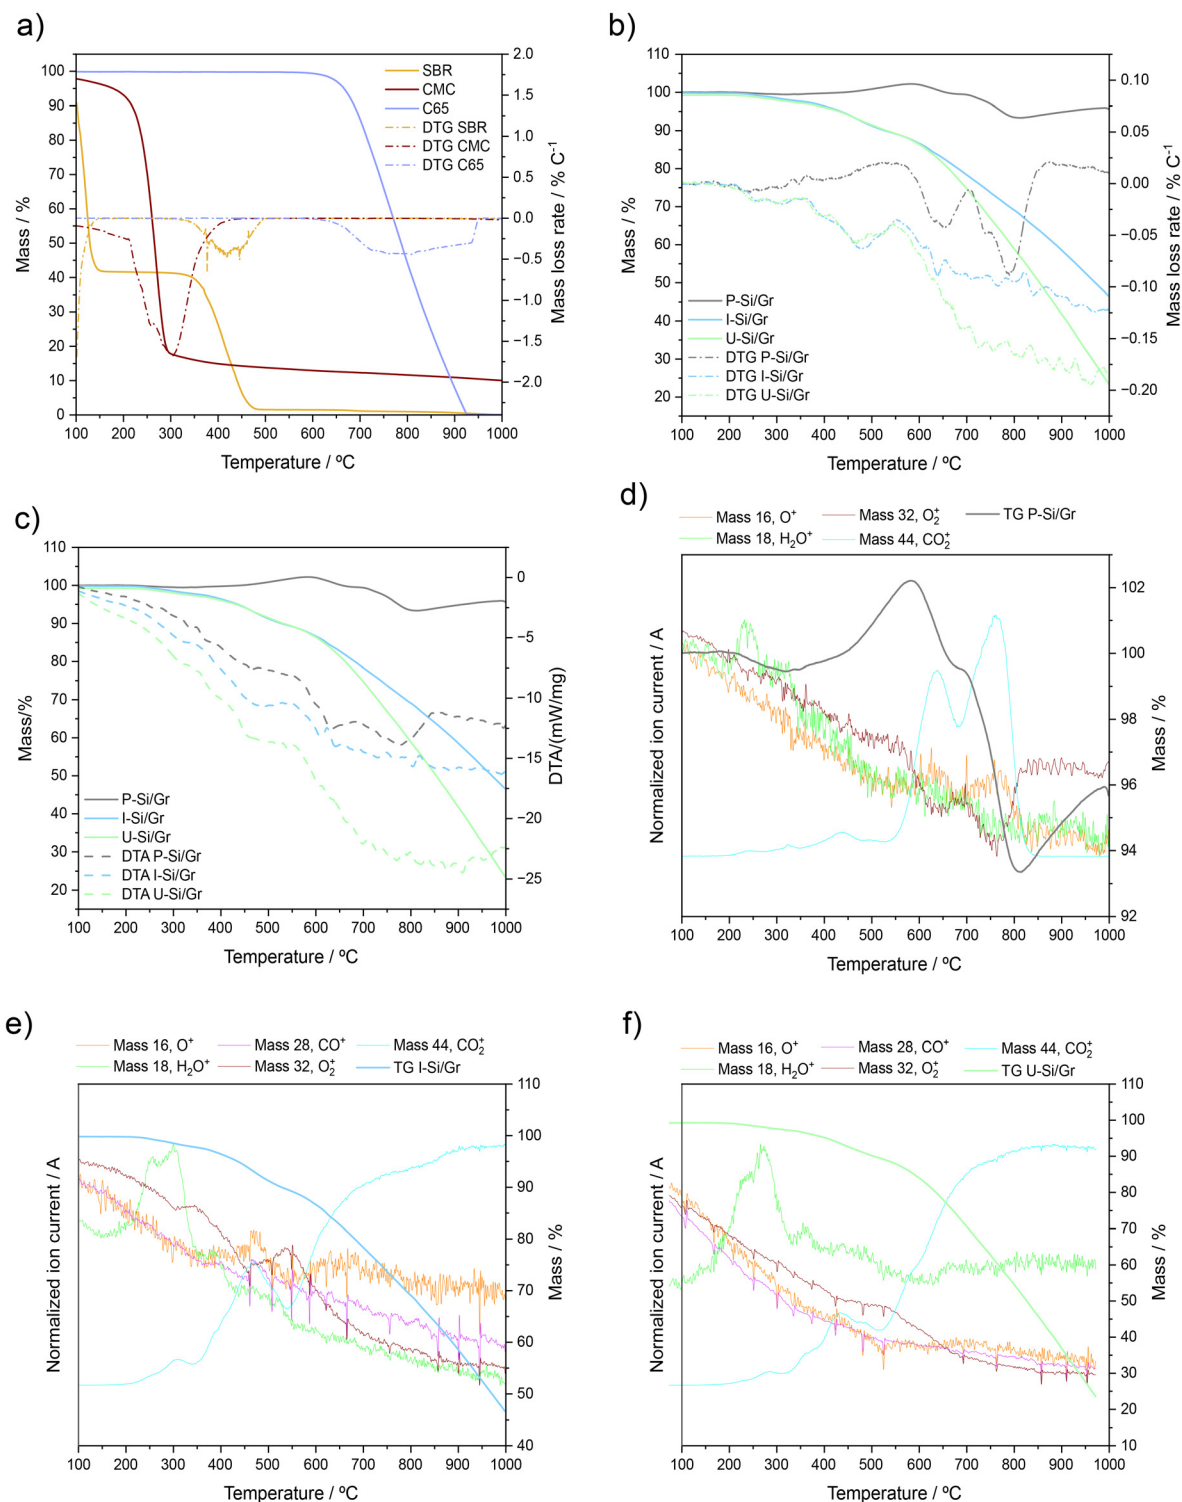 a)
SBR
CMC
C65
DTG SBR
DTG CMC
DTG C65
Mass / %
100
90
80
70
60
50
40
30
20
10
0
2.0
1.5
1.0
0.5
0.0
−0.5
−1.0
−1.5
−2.0
Mass loss rate / % C⁻¹
100 200 300 400 500 600 700 800 900 1000
Temperature / ºC
b)
Mass / %
110
100
90
80
70
60
50
40
30
20
P-Si/Gr
I-Si/Gr
U-Si/Gr
DTG P-Si/Gr
DTG I-Si/Gr
DTG U-Si/Gr
0.10
0.05
0.00
−0.05
−0.10
−0.15
−0.20
Mass loss rate / % C⁻¹
100 200 300 400 500 600 700 800 900 1000
Temperature / ºC
c)
Mass/%
110
100
90
80
70
60
50
40
30
20
P-Si/Gr
I-Si/Gr
U-Si/Gr
DTA P-Si/Gr
DTA I-Si/Gr
DTA U-Si/Gr
0
−5
−10
−15
−20
−25
DTA/(mW/mg)
100 200 300 400 500 600 700 800 900 1000
Temperature / ºC
d)
Mass 16, O⁺ Mass 32, O₂⁺ TG P-Si/Gr
Mass 18, H₂O⁺ Mass 44, CO₂⁺
Normalized ion current / A
102
100
98
96
94
92
Mass / %
100 200 300 400 500 600 700 800 900 1000
Temperature / ºC
e)
Mass 16, O⁺ Mass 28, CO⁺ Mass 44, CO₂⁺
Mass 18, H₂O⁺ Mass 32, O₂⁺ TG I-Si/Gr
Normalized ion current / A
110
100
90
80
70
60
50
40
Mass / %
100 200 300 400 500 600 700 800 900 1000
Temperature / ºC
f)
Mass 16, O⁺ Mass 28, CO⁺ Mass 44, CO₂⁺
Mass 18, H₂O⁺ Mass 32, O₂⁺ TG U-Si/Gr
Normalized ion current / A
110
100
90
80
70
60
50
40
30
20
10
Mass / %
100 200 300 400 500 600 700 800 900 1000
Temperature / ºC